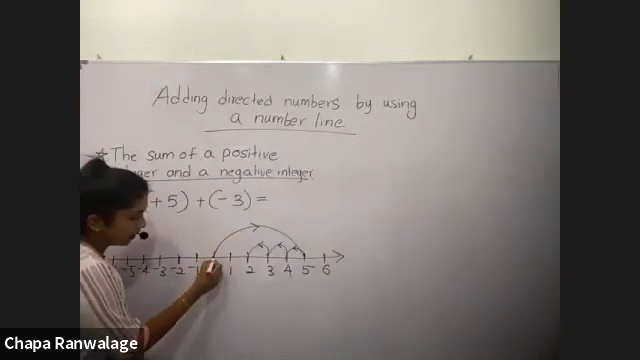 Adding directed numbers by using
a number line
☆ The sum of a positive
and a negative integer
+5) + (-3) =
-5 -4 -3 -2 -1 1 2 3 4 5 6
Chapa Ranwalage